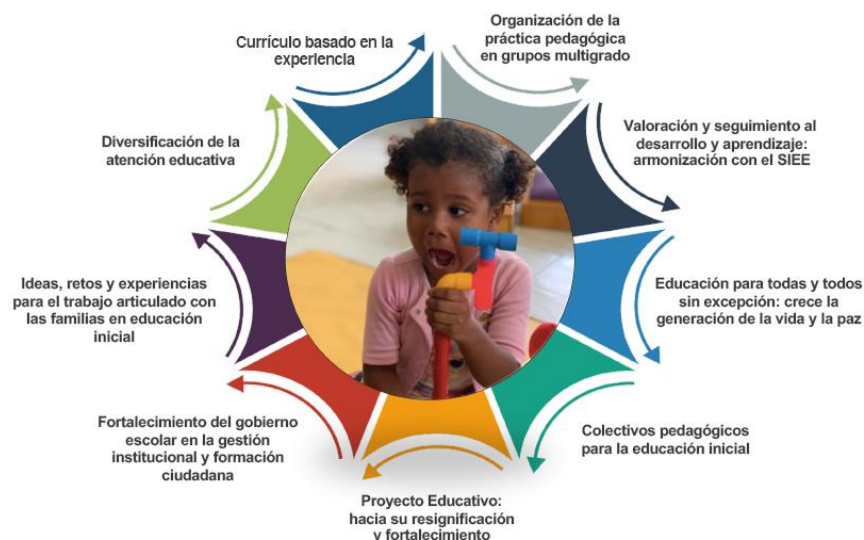 Currículo basado en la
experiencia
Organización de la
práctica pedagógica
en grupos multigrado
Valoración y seguimiento al
desarrollo y aprendizaje:
armonización con el SIEE
Educación para todas y todos
sin excepción: crece la
generación de la vida y la paz
Colectivos pedagógicos
para la educación inicial
Proyecto Educativo:
hacia su resignificación
y fortalecimiento
Fortalecimiento del gobierno
escolar en la gestión
institucional y formación
ciudadana
Ideas, retos y experiencias
para el trabajo articulado con
las familias en educación
inicial
Diversificación de la
atención educativa